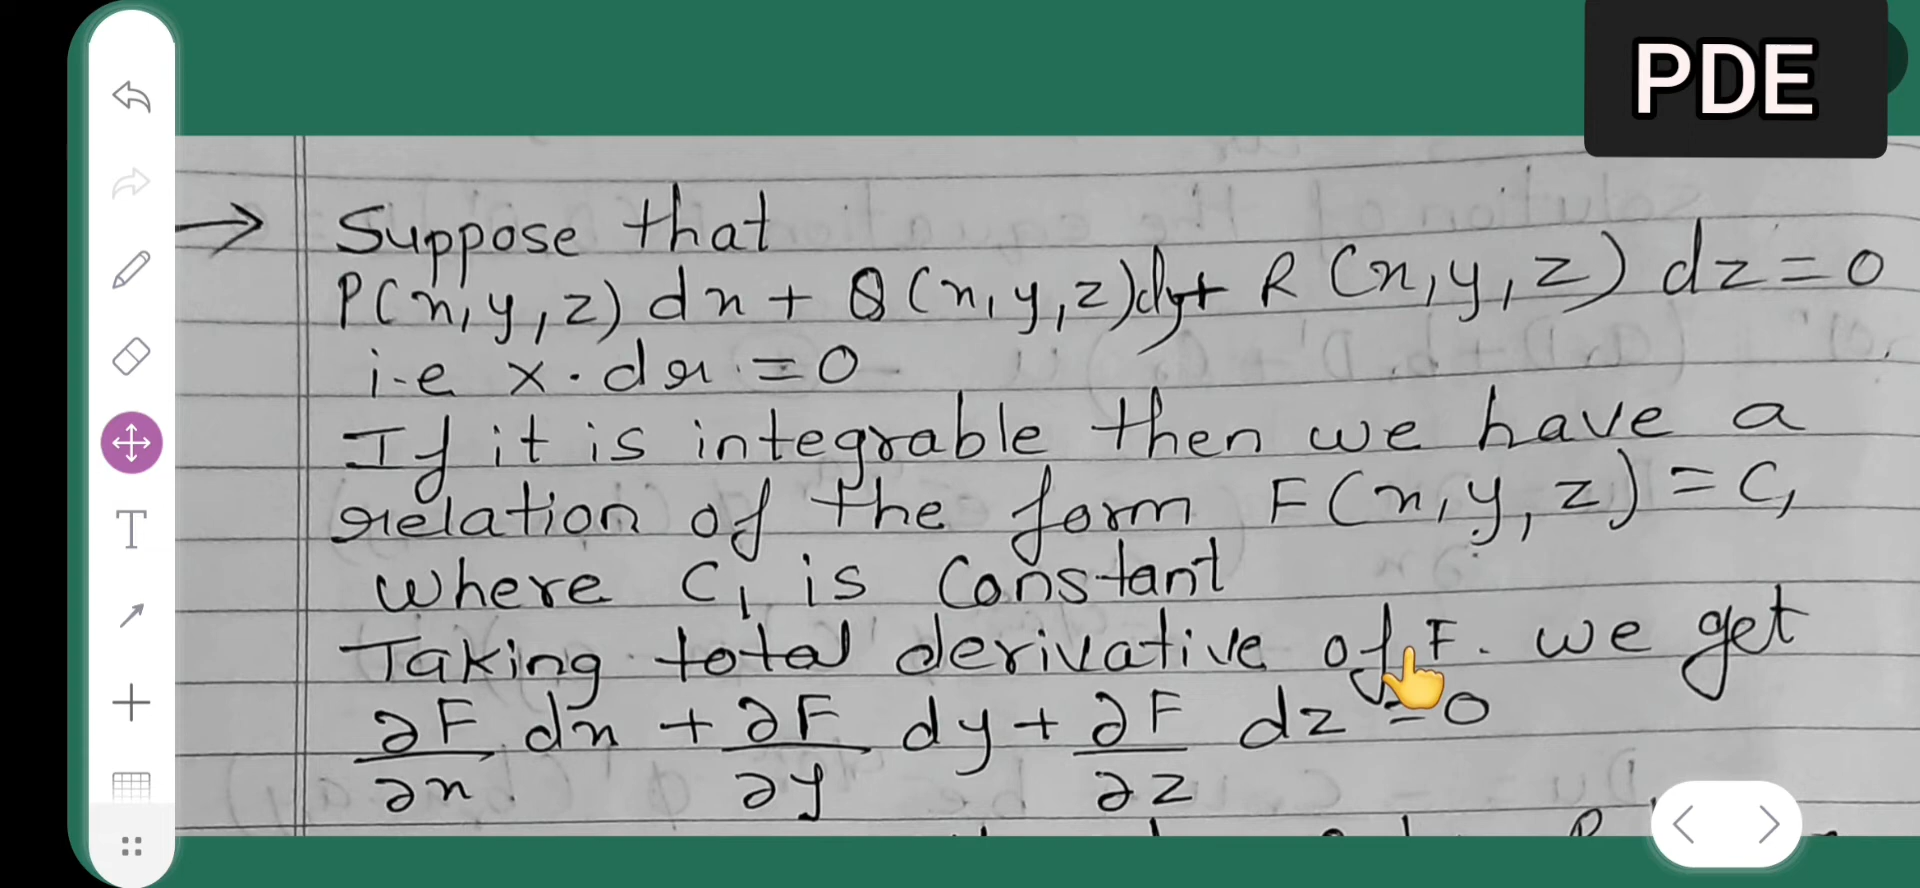 PDE
→ Suppose that
P(x, y, z) dx + Q(x, y, z)dy + R (x, y, z) dz = 0
i.e X. dr = 0
If it is integrable then we have a
relation of the form F(x, y, z) = C,
where C₁ is Constant
Taking total derivative of F. we get
∂F/∂x dx + ∂F/∂y dy + ∂F/∂z dz = 0